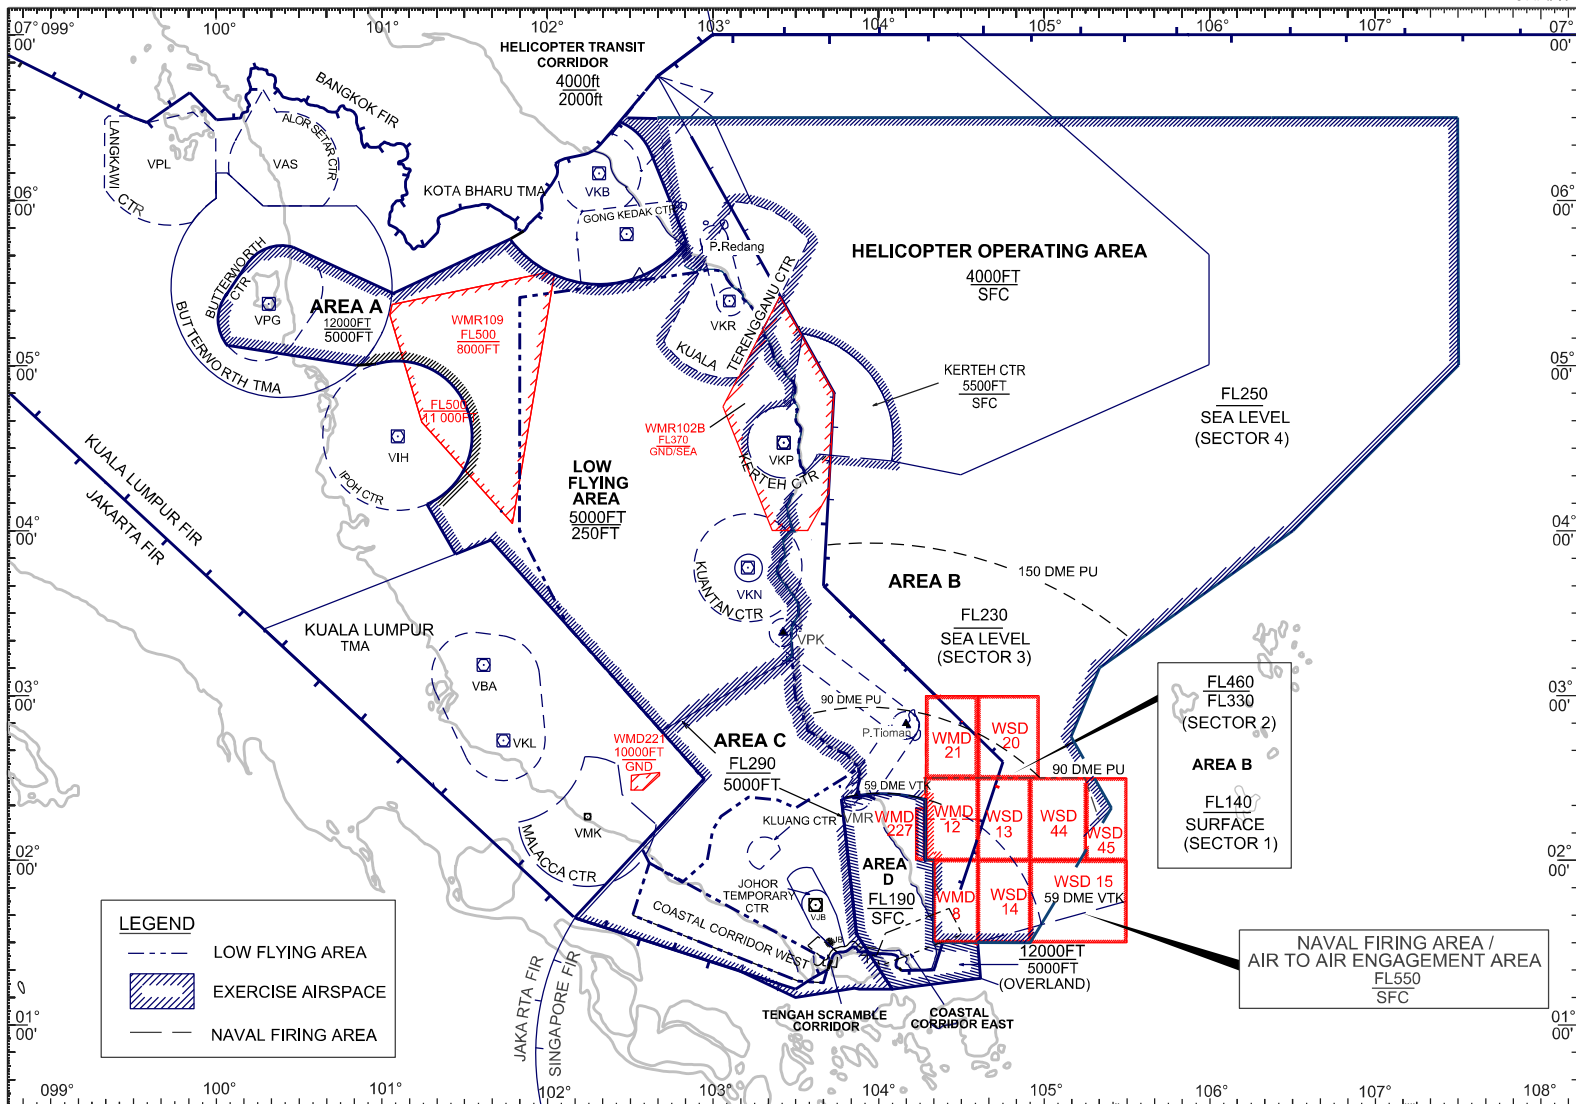 07° 099° 100° 101° 102° 103° 104° 105° 106° 107° 07°
00' 00'
HELICOPTER TRANSIT
CORRIDOR
4000ft
2000ft
BANGKOK FIR
LANGKAWI CTR
VPL
ALOR SETAR CTR
VAS
KOTA BHARU TMA
VKB
GONG KEDAK CTR
06° 06°
00' 00'
P.Redang
HELICOPTER OPERATING AREA
4000FT
SFC
BUTTERWORTH
CTR
VPG
AREA A
12000FT
5000FT
BUTTERWORTH TMA
WMR109
FL500
8000FT
VKR
KUALA TERENGGANU CTR
05° 05°
00' 00'
KERTEH CTR
5500FT
SFC
FL250
SEA LEVEL
(SECTOR 4)
FL500
11 000F
WMR102B
FL370
GND/SEA
VIH
IPOH CTR
VKP
KERTEH CTR
LOW
FLYING
AREA
5000FT
250FT
KUALA LUMPUR FIR
JAKARTA FIR
04° 04°
00' 00'
AREA B
150 DME PU
VKN
KUANTAN CTR
FL230
SEA LEVEL
(SECTOR 3)
VPK
KUALA LUMPUR
TMA
VBA
VKL
03° 03°
00' 00'
90 DME PU
P.Tioman
WMD
21
WSD
20
FL460
FL330
(SECTOR 2)
AREA B
FL140
SURFACE
(SECTOR 1)
WMD221
10000FT
GND
AREA C
FL290
5000FT
90 DME PU
59 DME VTK
VMK
MALACCA CTR
KLUANG CTR
VMR
WMD
227
WMD
12
WSD
13
WSD
44
WSD
45
02° 02°
00' 00'
AREA
D
FL190
SFC
JOHOR
TEMPORARY
CTR
VJB
JB
WMD
8
WSD
14
WSD 15
59 DME VTK
COASTAL CORRIDOR WEST
12000FT
5000FT
(OVERLAND)
NAVAL FIRING AREA /
AIR TO AIR ENGAGEMENT AREA
FL550
SFC
LEGEND
LOW FLYING AREA
EXERCISE AIRSPACE
NAVAL FIRING AREA
JAKARTA FIR
SINGAPORE FIR
TENGAH SCRAMBLE
CORRIDOR
COASTAL
CORRIDOR EAST
0
01° 01°
00' 00'
099° 100° 101° 102° 103° 104° 105° 106° 107° 108°